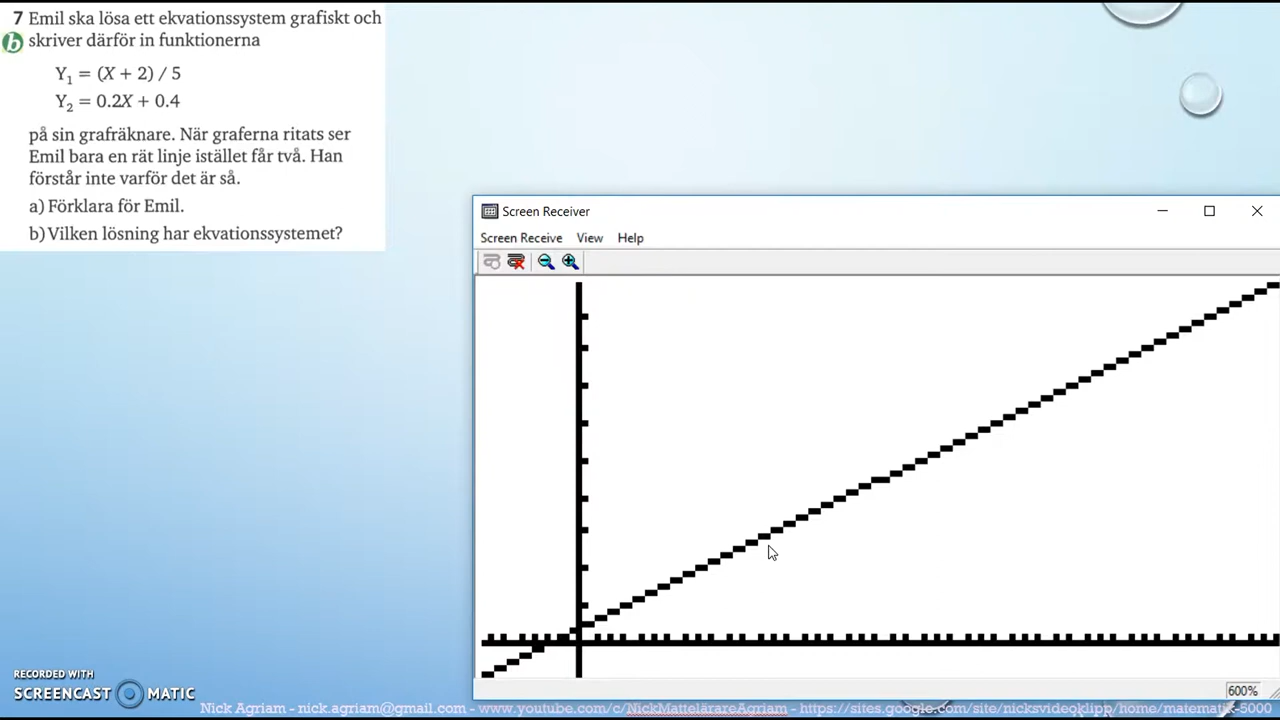 7 Emil ska lösa ett ekvationssystem grafiskt och
b skriver därför in funktionerna
Y₁ = (X + 2) / 5
Y₂ = 0.2X + 0.4
på sin grafräknare. När graferna ritats ser
Emil bara en rät linje istället får två. Han
förstår inte varför det är så.
a) Förklara för Emil.
b) Vilken lösning har ekvationssystemet?
Screen Receiver
Screen Receive View Help
600%
RECORDED WITH
SCREENCAST MATIC
Nick Agriam - nick.agriam@gmail.com - www.youtube.com/c/NickMattelärareAgriam - https://sites.google.com/site/nicksvideoklipp/home/matematik-5000